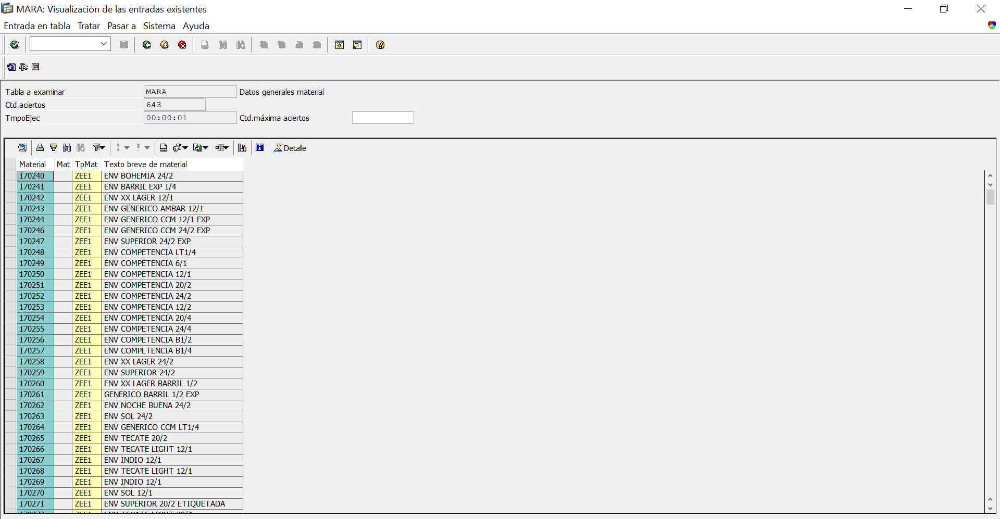 MARA: Visualización de las entradas existentes
Entrada en tabla Tratar Pasar a Sistema Ayuda
Tabla a examinar MARA Datos generales material
Ctd.aciertos 643
TmpoEjec 00:00:01 Ctd.máxima aciertos
Detalle
Material Mat TpMat Texto breve de material
170240 ZEE1 ENV BOHEMIA 24/2
170241 ZEE1 ENV BARRIL EXP 1/4
170242 ZEE1 ENV XX LAGER 12/1
170243 ZEE1 ENV GENERICO AMBAR 12/1
170244 ZEE1 ENV GENERICO CCM 12/1 EXP
170246 ZEE1 ENV GENERICO CCM 24/2 EXP
170247 ZEE1 ENV SUPERIOR 24/2 EXP
170248 ZEE1 ENV COMPETENCIA LT1/4
170249 ZEE1 ENV COMPETENCIA 6/1
170250 ZEE1 ENV COMPETENCIA 12/1
170251 ZEE1 ENV COMPETENCIA 20/2
170252 ZEE1 ENV COMPETENCIA 24/2
170253 ZEE1 ENV COMPETENCIA 12/2
170254 ZEE1 ENV COMPETENCIA 20/4
170255 ZEE1 ENV COMPETENCIA 24/4
170256 ZEE1 ENV COMPETENCIA B1/2
170257 ZEE1 ENV COMPETENCIA B1/4
170258 ZEE1 ENV XX LAGER 24/2
170259 ZEE1 ENV SUPERIOR 24/2
170260 ZEE1 ENV XX LAGER BARRIL 1/2
170261 ZEE1 GENERICO BARRIL 1/2 EXP
170262 ZEE1 ENV NOCHE BUENA 24/2
170263 ZEE1 ENV SOL 24/2
170264 ZEE1 ENV GENERICO CCM LT1/4
170265 ZEE1 ENV TECATE 20/2
170266 ZEE1 ENV TECATE LIGHT 12/1
170267 ZEE1 ENV INDIO 12/1
170268 ZEE1 ENV TECATE LIGHT 12/1
170269 ZEE1 ENV INDIO 12/1
170270 ZEE1 ENV SOL 12/1
170271 ZEE1 ENV SUPERIOR 20/2 ETIQUETADA